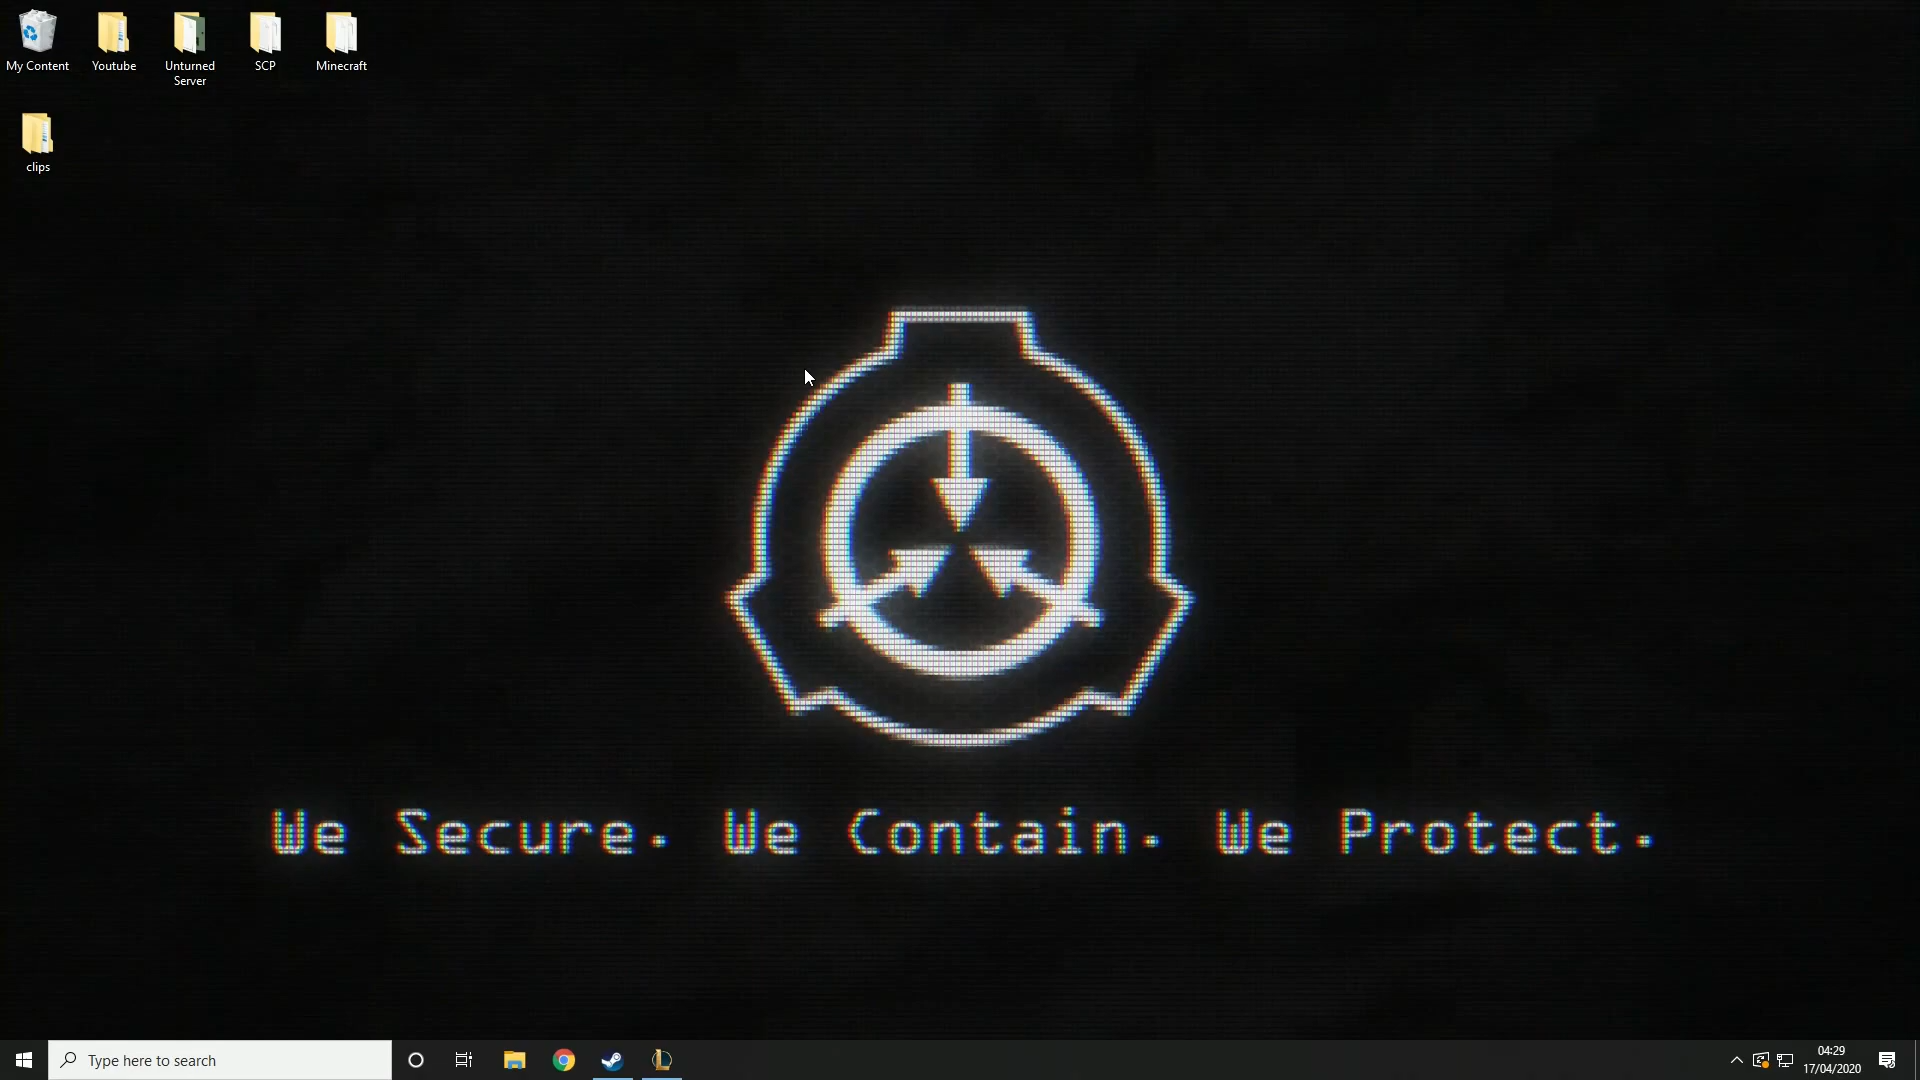 My Content
Youtube
Unturned
Server
SCP
Minecraft
clips
We Secure. We Contain. We Protect.
Type here to search
04:29
17/04/2020